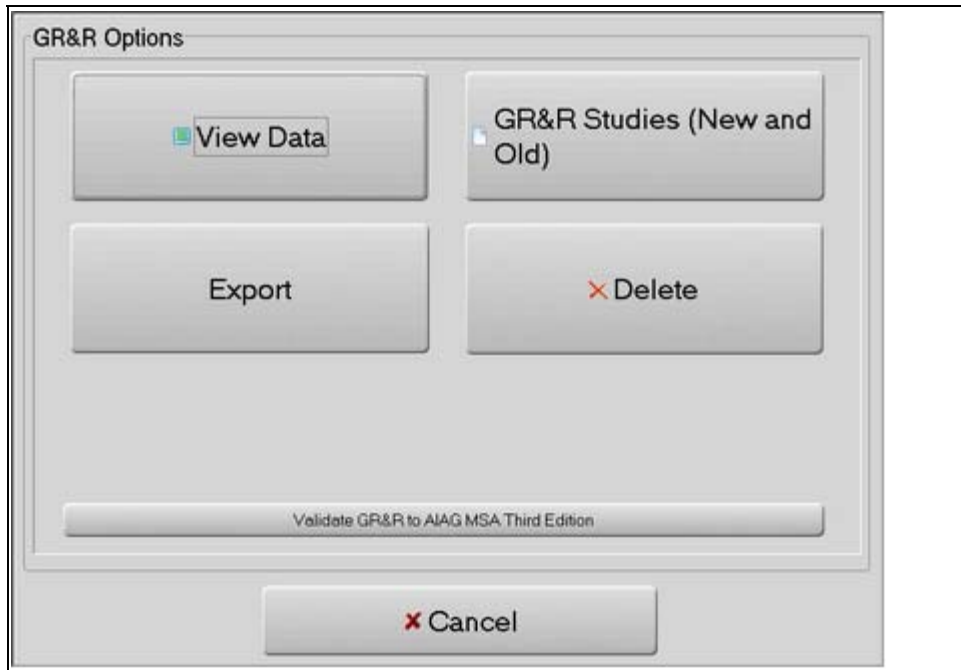 GR&R Options
View Data
GR&R Studies (New and
Old)
Export
Delete
Validate GR&R to AIAG MSA Third Edition
Cancel